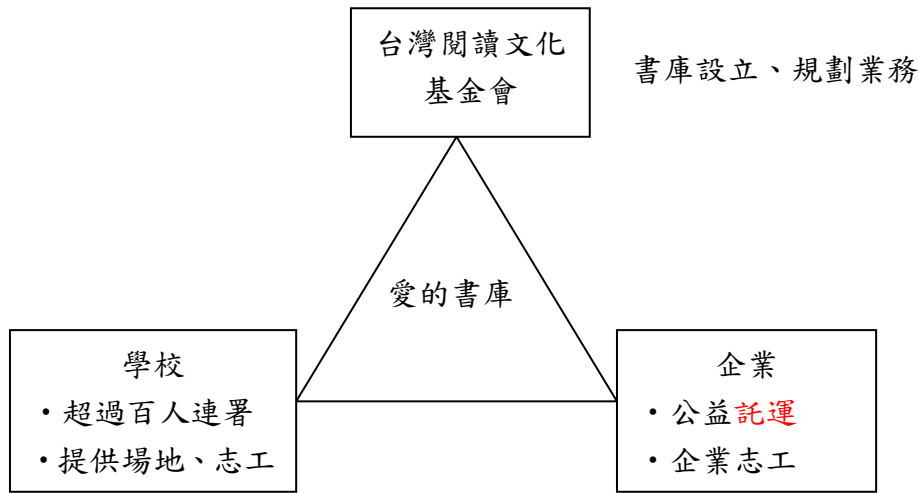 台灣閱讀文化
基金會
書庫設立、規劃業務
愛的書庫
學校
・超過百人連署
・提供場地、志工
企業
・公益託運
・企業志工